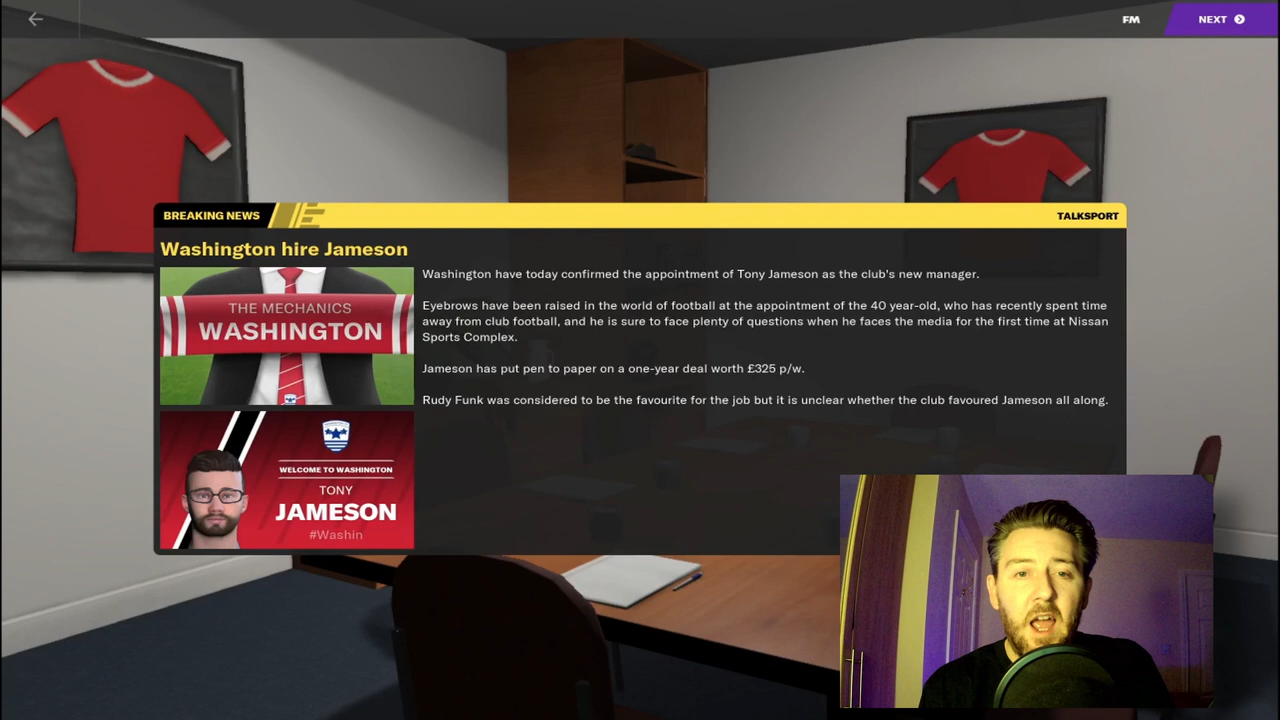 FM
NEXT
BREAKING NEWS
TALKSPORT
Washington hire Jameson
THE MECHANICS
WASHINGTON
Washington have today confirmed the appointment of Tony Jameson as the club's new manager.
Eyebrows have been raised in the world of football at the appointment of the 40 year-old, who has recently spent time
away from club football, and he is sure to face plenty of questions when he faces the media for the first time at Nissan
Sports Complex.
Jameson has put pen to paper on a one-year deal worth £325 p/w.
Rudy Funk was considered to be the favourite for the job but it is unclear whether the club favoured Jameson all along.
WELCOME TO WASHINGTON
TONY
JAMESON
#Washin